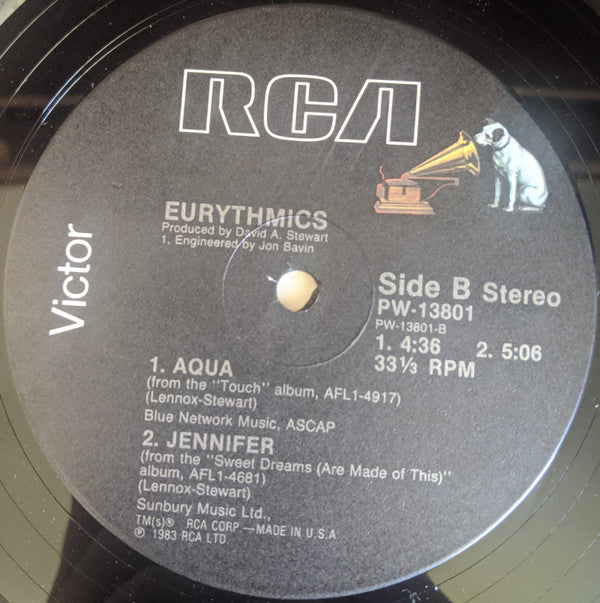 RCA
Victor
EURYTHMICS
Produced by David A. Stewart
1. Engineered by Jon Bavin
Side B Stereo
PW-13801
PW-13801-B
1. 4:36 2. 5:06
33⅓ RPM
1. AQUA
(from the "Touch" album, AFL1-4917)
(Lennox-Stewart)
Blue Network Music, ASCAP
2. JENNIFER
(from the "Sweet Dreams (Are Made of This)"
album, AFL1-4681)
(Lennox-Stewart)
Sunbury Music Ltd.,
TM(s)® RCA CORP.—MADE IN U.S.A.
℗ 1983 RCA LTD